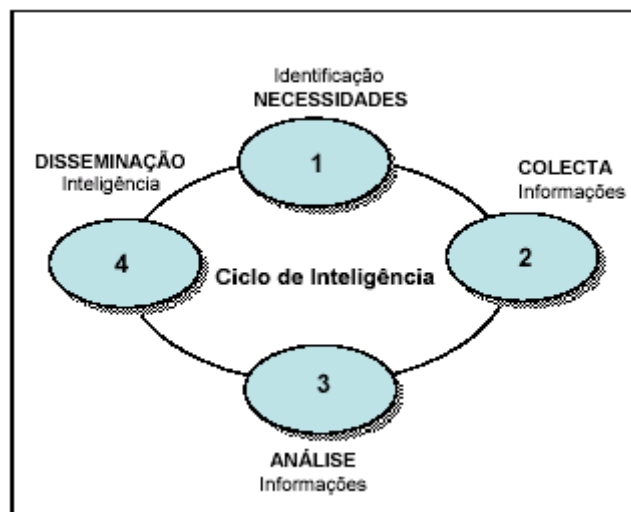 Identificação
NECESSIDADES
1
DISSEMINAÇÃO
Inteligência
COLECTA
Informações
4
Ciclo de Inteligência
2
3
ANÁLISE
Informações